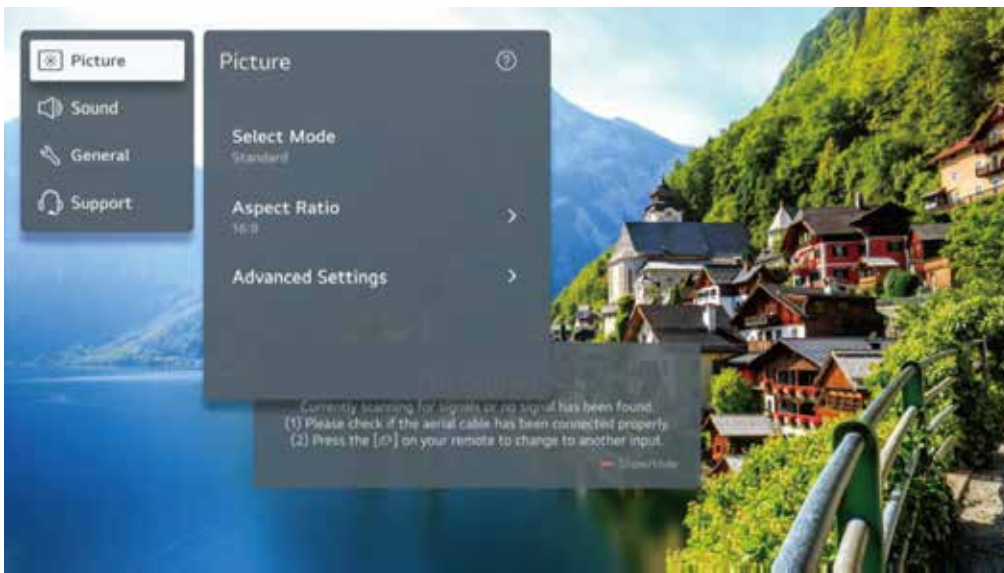 Picture
Sound
General
Support
Picture
Select Mode
Standard
Aspect Ratio
16:9
Advanced Settings
Currently scanning for signals or no signal has been found.
(1) Please check if the aerial cable has been connected properly.
(2) Press the [ ] on your remote to change to another input.
Show/Hide